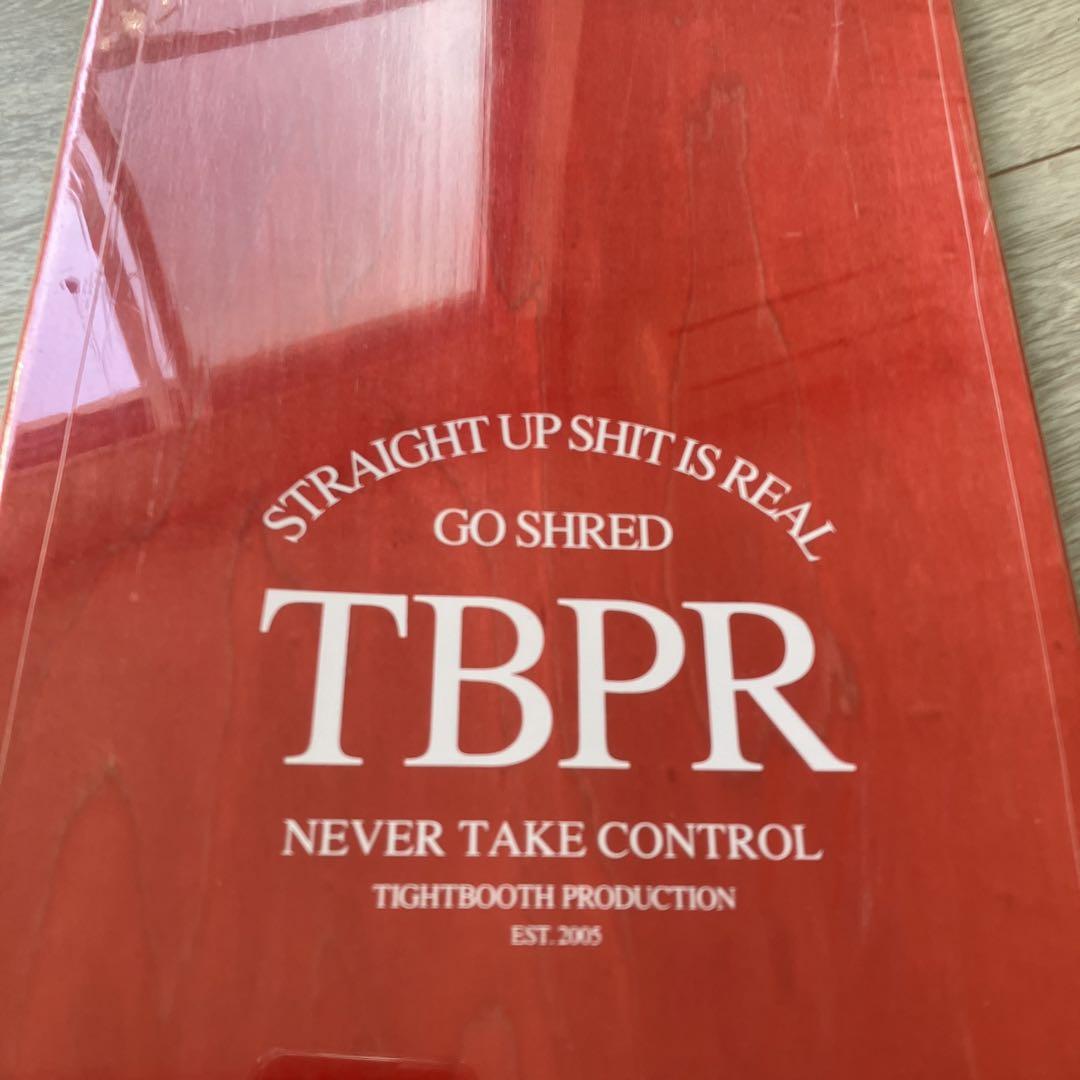 STRAIGHT UP SHIT IS REAL
GO SHRED
TBPR
NEVER TAKE CONTROL
TIGHTBOOTH PRODUCTION
EST. 2005